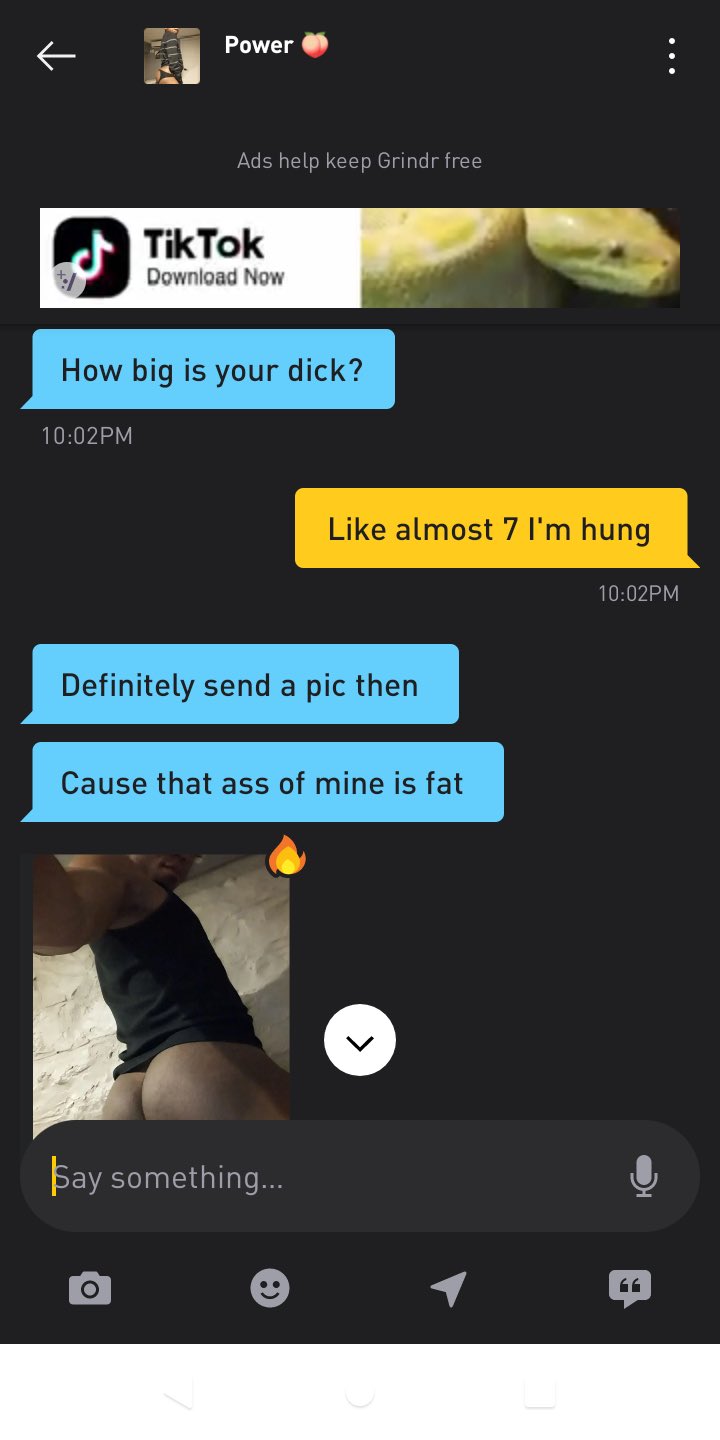 Power 🍑
Ads help keep Grindr free
TikTok
Download Now
How big is your dick?
10:02PM
Like almost 7 I'm hung
10:02PM
Definitely send a pic then
Cause that ass of mine is fat
Say something...